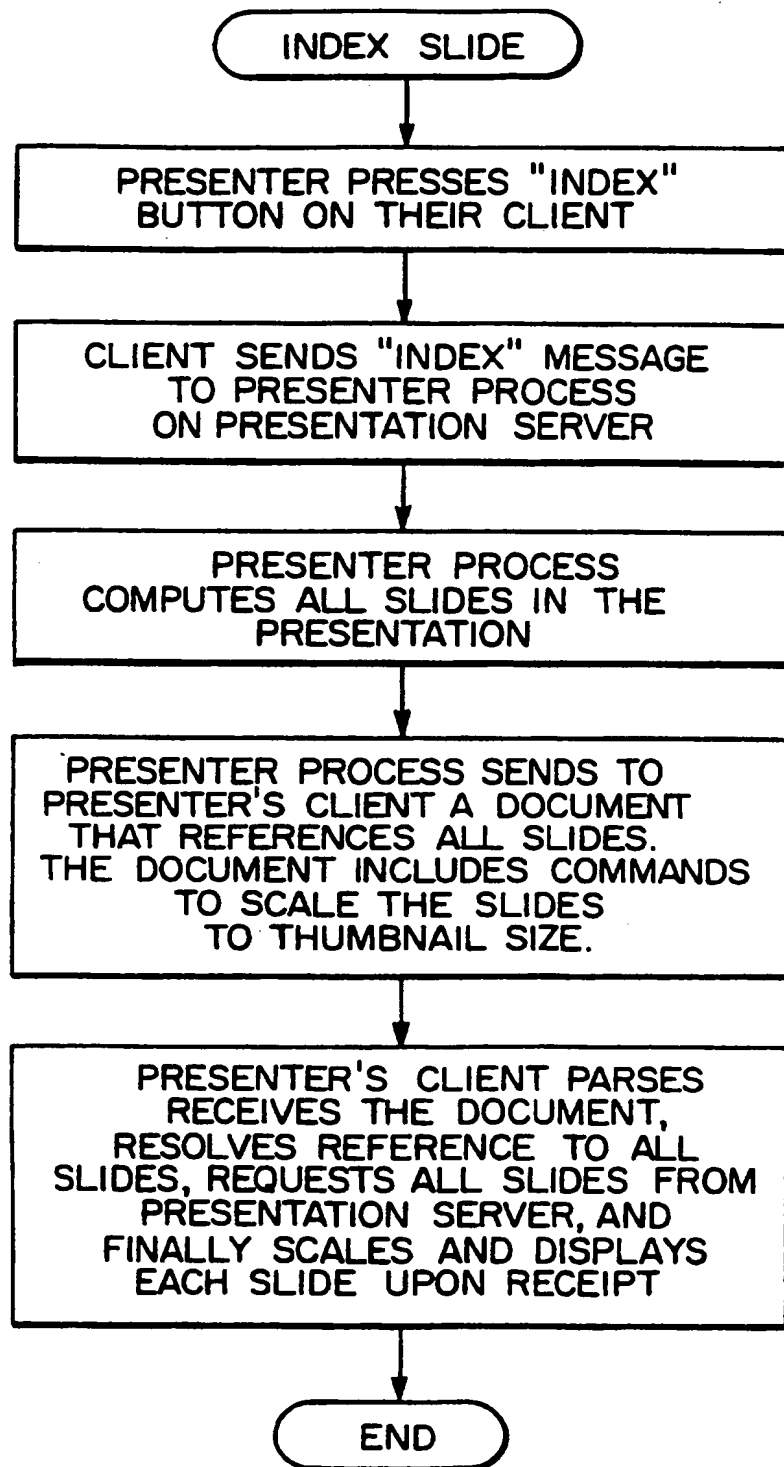 INDEX SLIDE
PRESENTER PRESSES "INDEX"
BUTTON ON THEIR CLIENT
CLIENT SENDS "INDEX" MESSAGE
TO PRESENTER PROCESS
ON PRESENTATION SERVER
PRESENTER PROCESS
COMPUTES ALL SLIDES IN THE
PRESENTATION
PRESENTER PROCESS SENDS TO
PRESENTER'S CLIENT A DOCUMENT
THAT REFERENCES ALL SLIDES.
THE DOCUMENT INCLUDES COMMANDS
TO SCALE THE SLIDES
TO THUMBNAIL SIZE.
PRESENTER'S CLIENT PARSES
RECEIVES THE DOCUMENT,
RESOLVES REFERENCE TO ALL
SLIDES, REQUESTS ALL SLIDES FROM
PRESENTATION SERVER, AND
FINALLY SCALES AND DISPLAYS
EACH SLIDE UPON RECEIPT
END